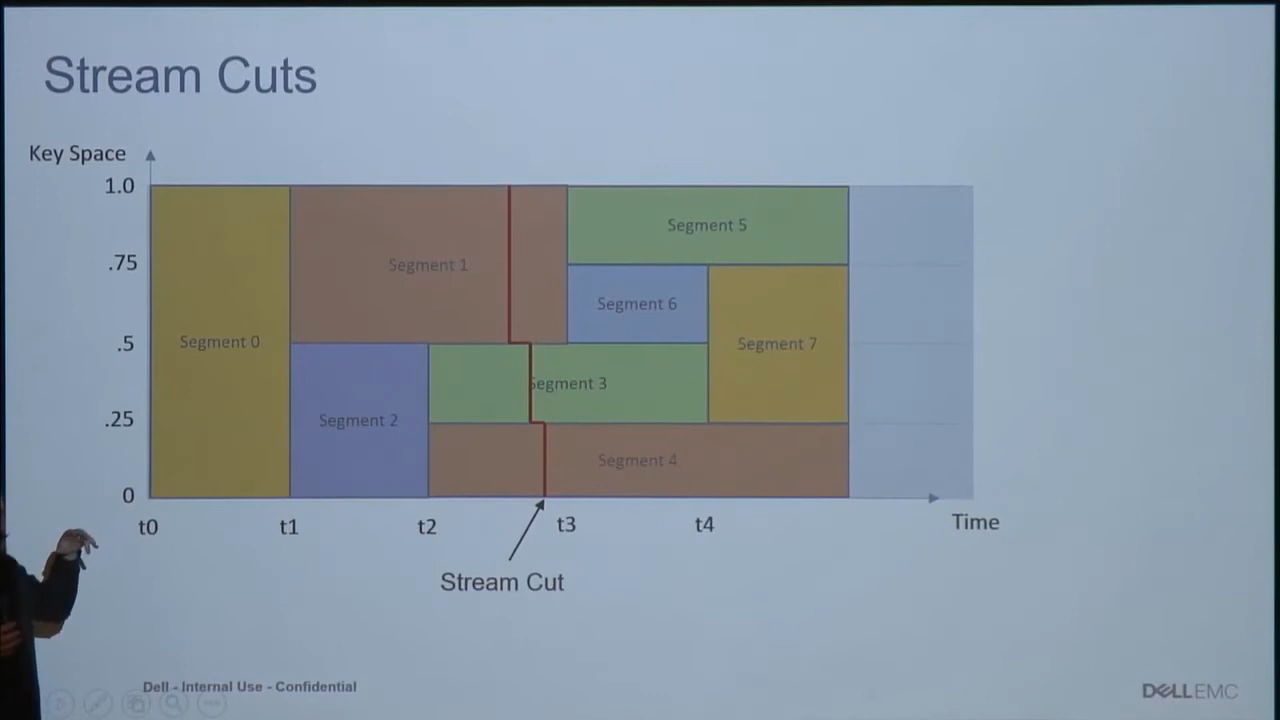 Stream Cuts
Key Space
1.0
.75
.5
.25
0
Segment 0
Segment 1
Segment 2
Segment 3
Segment 4
Segment 5
Segment 6
Segment 7
t0 t1 t2 t3 t4 Time
Stream Cut
Dell - Internal Use - Confidential
DELLEMC